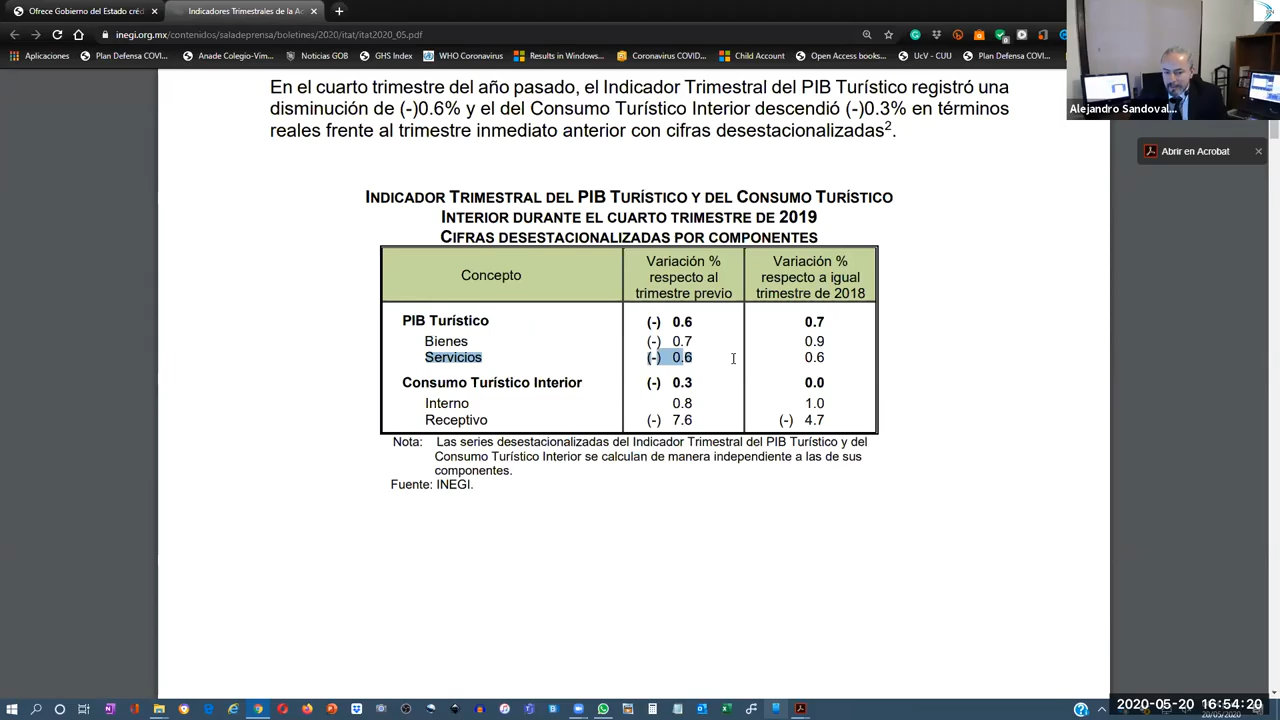 Ofrece Gobierno del Estado créd
Indicadores Trimestrales de la Ac
inegi.org.mx/contenidos/saladeprensa/boletines/2020/itat/itat2020_05.pdf
Aplicaciones
Plan Defensa COVI...
Anade Colegio-Vim...
Noticias GOB
GHS Index
WHO Coronavirus
Results in Windows...
Coronavirus COVID...
Child Account
Open Access books...
UcV - CUU
Plan Defensa COVI...
Alejandro Sandoval...
Abrir en Acrobat
En el cuarto trimestre del año pasado, el Indicador Trimestral del PIB Turístico registró una
disminución de (-)0.6% y el del Consumo Turístico Interior descendió (-)0.3% en términos
reales frente al trimestre inmediato anterior con cifras desestacionalizadas2.
INDICADOR TRIMESTRAL DEL PIB TURÍSTICO Y DEL CONSUMO TURÍSTICO
INTERIOR DURANTE EL CUARTO TRIMESTRE DE 2019
CIFRAS DESESTACIONALIZADAS POR COMPONENTES
Concepto
Variación %
respecto al
trimestre previo
Variación %
respecto a igual
trimestre de 2018
PIB Turístico (-) 0.6 0.7
Bienes (-) 0.7 0.9
Servicios (-) 0.6 0.6
Consumo Turístico Interior (-) 0.3 0.0
Interno 0.8 1.0
Receptivo (-) 7.6 (-) 4.7
Nota: Las series desestacionalizadas del Indicador Trimestral del PIB Turístico y del
Consumo Turístico Interior se calculan de manera independiente a las de sus
componentes.
Fuente: INEGI.
2020-05-20 16:54:20
20/05/2020